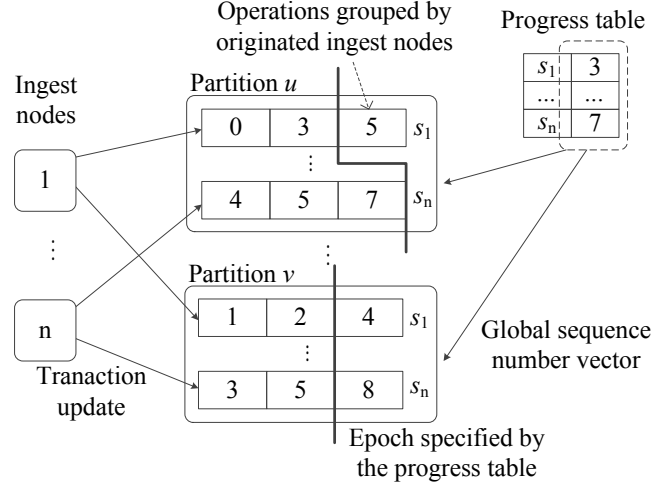 Operations grouped by
originated ingest nodes
Progress table
s1 3
... ...
sn 7
Ingest
nodes
Partition u
0 3 5 s1
...
4 5 7 sn
1
...
n
...
Partition v
1 2 4 s1
...
3 5 8 sn
Tranaction
update
Global sequence
number vector
Epoch specified by
the progress table